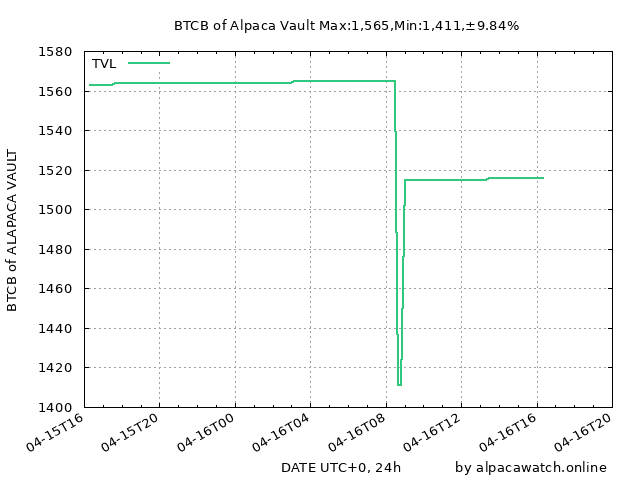 BTCB of Alpaca Vault Max:1,565,Min:1,411,±9.84%
TVL
1580
1560
1540
1520
1500
1480
1460
1440
1420
1400
BTCB of ALAPACA VAULT
04-15T16
04-15T20
04-16T00
04-16T04
04-16T08
04-16T12
04-16T16
04-16T20
DATE UTC+0, 24h
by alpacawatch.online